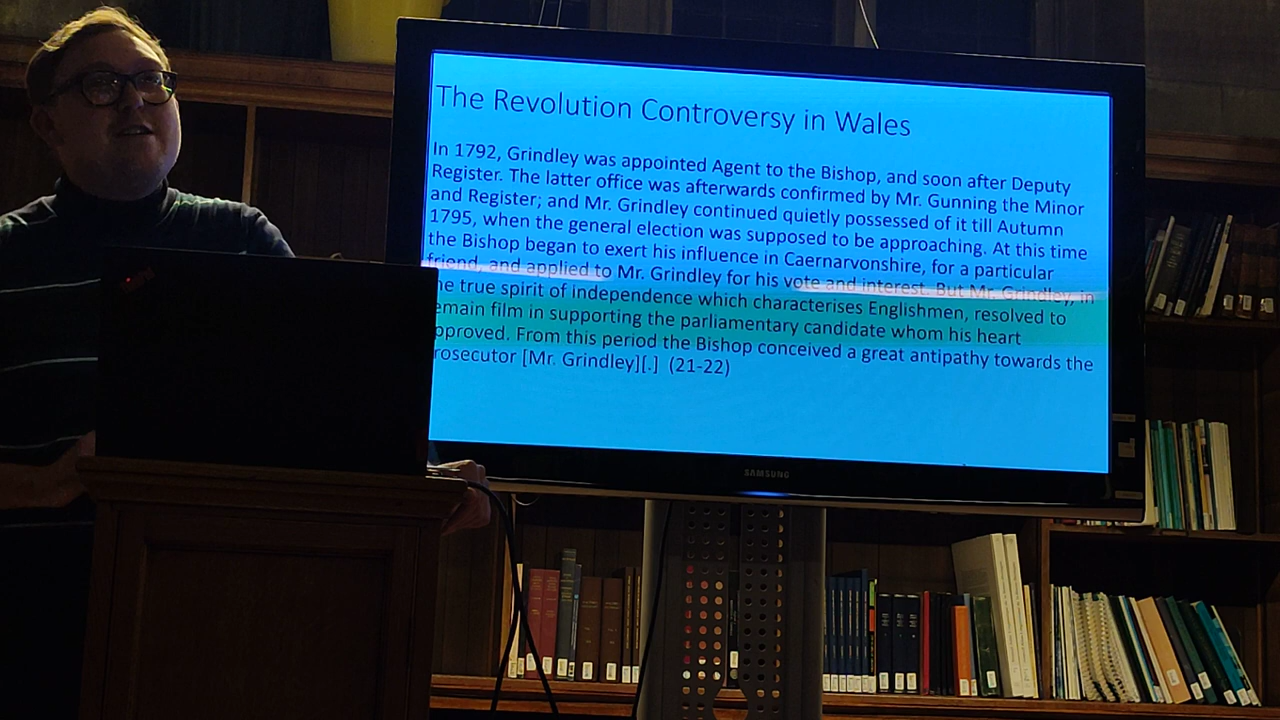 The Revolution Controversy in Wales
In 1792, Grindley was appointed Agent to the Bishop, and soon after Deputy
Register. The latter office was afterwards confirmed by Mr. Gunning the Minor
and Register; and Mr. Grindley continued quietly possessed of it till Autumn
1795, when the general election was supposed to be approaching. At this time
the Bishop began to exert his influence in Caernarvonshire, for a particular
friend, and applied to Mr. Grindley for his vote and interest. But Mr. Grindley, in
he true spirit of independence which characterises Englishmen, resolved to
emain film in supporting the parliamentary candidate whom his heart
pproved. From this period the Bishop conceived a great antipathy towards the
rosecutor [Mr. Grindley][.] (21-22)
SAMSUNG